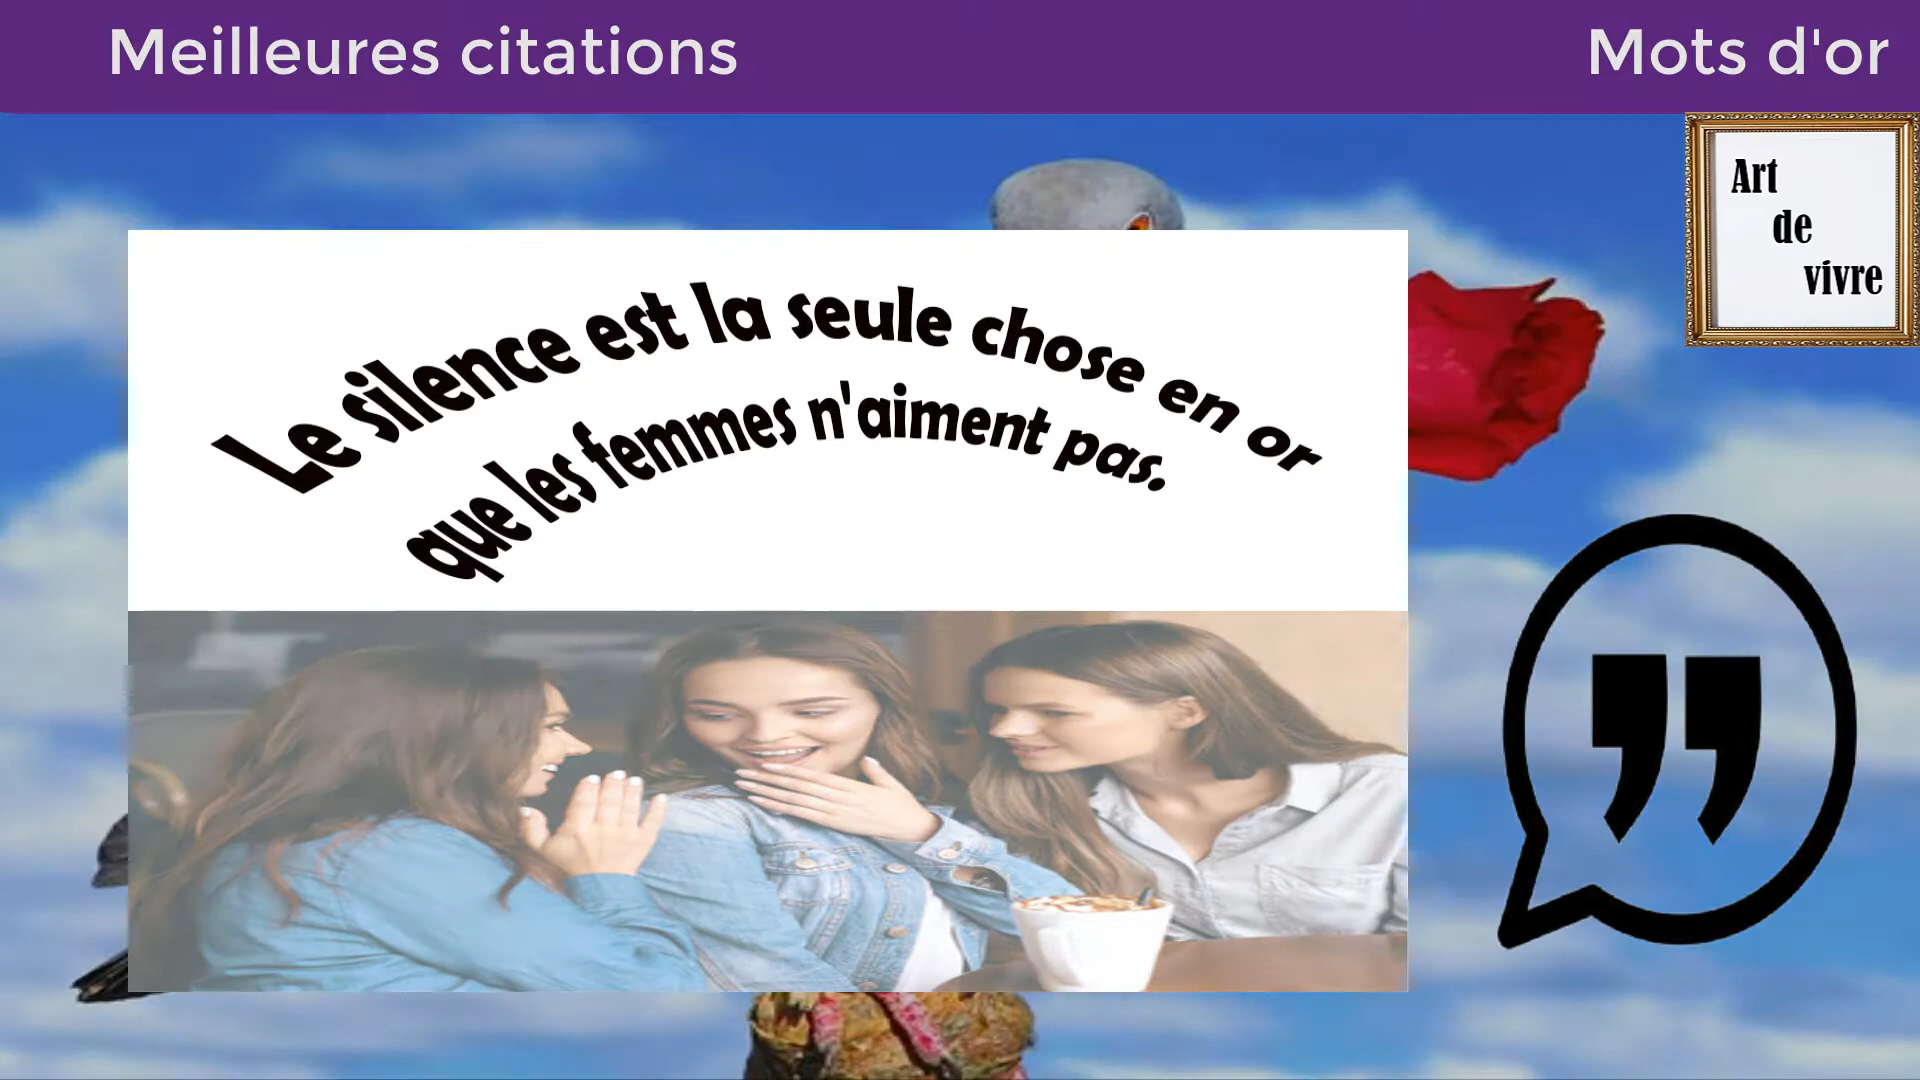 Meilleures citations
Mots d'or
Art
de
vivre
Le silence est la seule chose en or
que les femmes n'aiment pas.